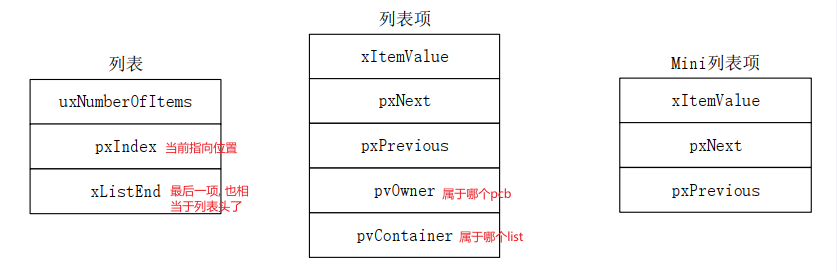 列表
uxNumberOfItems
pxIndex 当前指向位置
xListEnd 最后一项, 也相
当于列表头了
列表项
xItemValue
pxNext
pxPrevious
pvOwner 属于哪个pcb
pvContainer 属于哪个list
Mini列表项
xItemValue
pxNext
pxPrevious